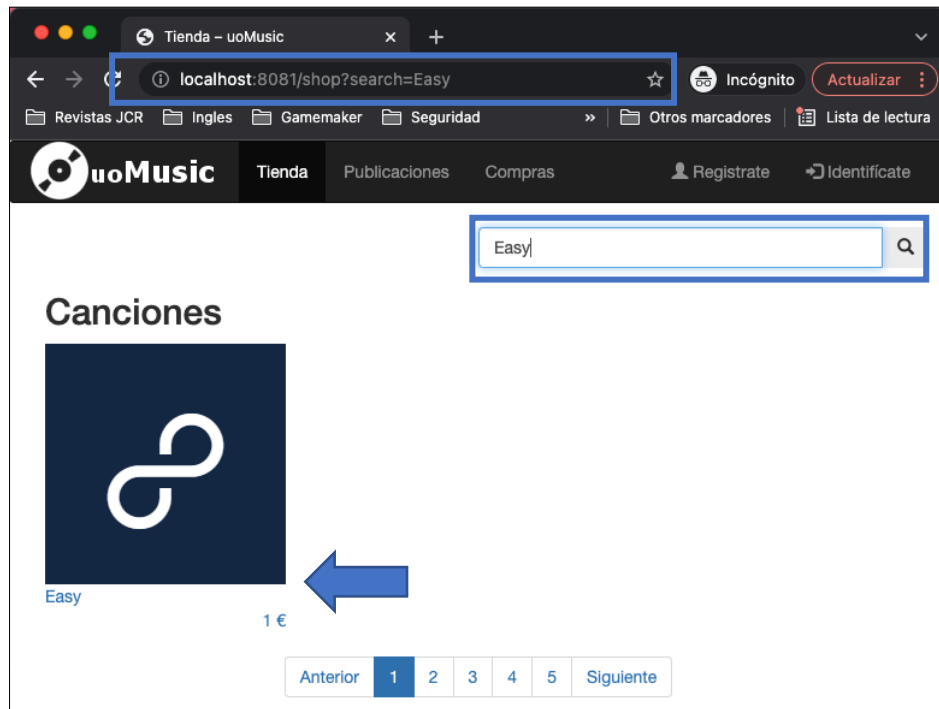 Tienda – uoMusic
localhost:8081/shop?search=Easy
Incógnito
Actualizar
Revistas JCR
Ingles
Gamemaker
Seguridad
»
Otros marcadores
Lista de lectura
uoMusic
Tienda
Publicaciones
Compras
Registrate
Identifícate
Easy
Canciones
Easy
1 €
Anterior 1 2 3 4 5 Siguiente